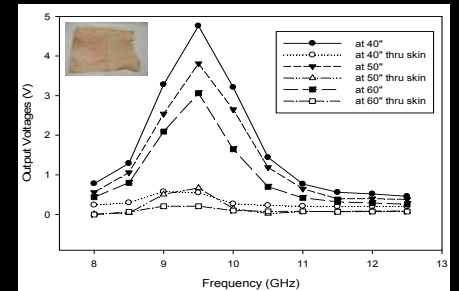 5
4
3
2
1
0
Output Voltages (V)
at 40"
at 40" thru skin
at 50"
at 50" thru skin
at 60"
at 60" thru skin
8 9 10 11 12 13
Frequency (GHz)